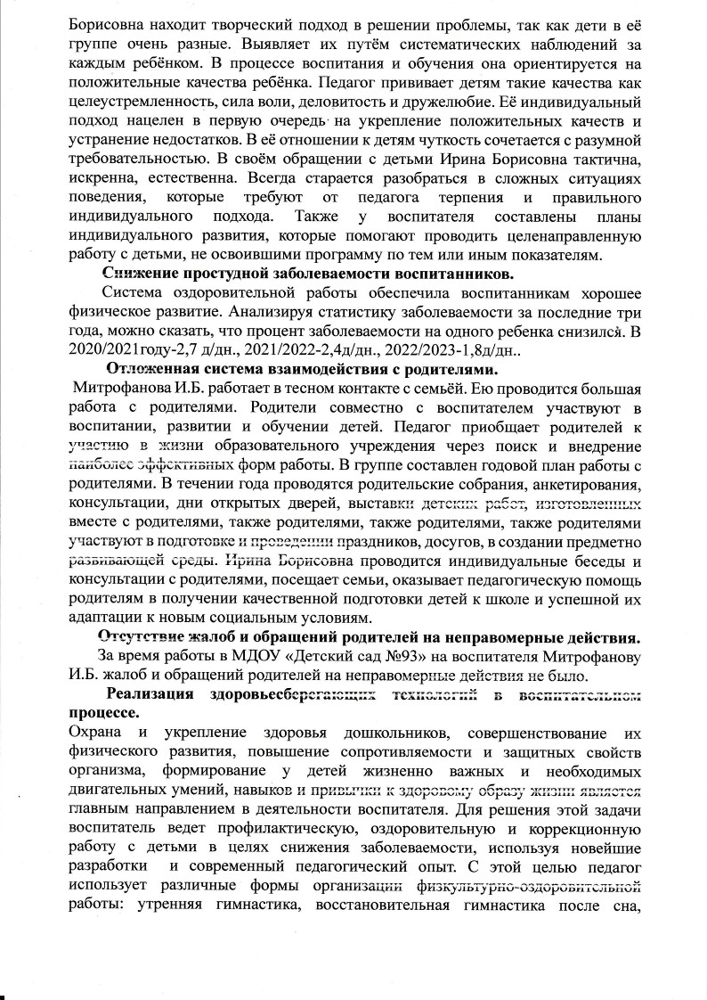 Борисовна находит творческий подход в решении проблемы, так как дети в её
группе очень разные. Выявляет их путём систематических наблюдений за
каждым ребёнком. В процессе воспитания и обучения она ориентируется на
положительные качества ребёнка. Педагог прививает детям такие качества как
целеустремленность, сила воли, деловитость и дружелюбие. Её индивидуальный
подход нацелен в первую очередь на укрепление положительных качеств и
устранение недостатков. В её отношении к детям чуткость сочетается с разумной
требовательностью. В своём обращении с детьми Ирина Борисовна тактична,
искренна, естественна. Всегда старается разобраться в сложных ситуациях
поведения, которые требуют от педагога терпения и правильного
индивидуального подхода. Также у воспитателя составлены планы
индивидуального развития, которые помогают проводить целенаправленную
работу с детьми, не освоившими программу по тем или иным показателям.
Снижение простудной заболеваемости воспитанников.
Система оздоровительной работы обеспечила воспитанникам хорошее
физическое развитие. Анализируя статистику заболеваемости за последние три
года, можно сказать, что процент заболеваемости на одного ребенка снизился. В
2020/2021году-2,7 д/дн., 2021/2022-2,4д/дн., 2022/2023-1,8д/дн..
Отложенная система взаимодействия с родителями.
Митрофанова И.Б. работает в тесном контакте с семьёй. Ею проводится большая
работа с родителями. Родители совместно с воспитателем участвуют в
воспитании, развитии и обучении детей. Педагог приобщает родителей к
участию в жизни образовательного учреждения через поиск и внедрение
наиболее эффективных форм работы. В группе составлен годовой план работы с
родителями. В течении года проводятся родительские собрания, анкетирования,
консультации, дни открытых дверей, выставки детских работ, изготовленных
вместе с родителями, также родителями, также родителями, также родителями
участвуют в подготовке и проведении праздников, досугов, в создании предметно
развивающей среды. Ирина Борисовна проводится индивидуальные беседы и
консультации с родителями, посещает семьи, оказывает педагогическую помощь
родителям в получении качественной подготовки детей к школе и успешной их
адаптации к новым социальным условиям.
Отсутствие жалоб и обращений родителей на неправомерные действия.
За время работы в МДОУ «Детский сад №93» на воспитателя Митрофанову
И.Б. жалоб и обращений родителей на неправомерные действия не было.
Реализация здоровьесберегающих технологий в воспитательном
процессе.
Охрана и укрепление здоровья дошкольников, совершенствование их
физического развития, повышение сопротивляемости и защитных свойств
организма, формирование у детей жизненно важных и необходимых
двигательных умений, навыков и привычки к здоровому образу жизни является
главным направлением в деятельности воспитателя. Для решения этой задачи
воспитатель ведет профилактическую, оздоровительную и коррекционную
работу с детьми в целях снижения заболеваемости, используя новейшие
разработки и современный педагогический опыт. С этой целью педагог
использует различные формы организации физкультурно-оздоровительной
работы: утренняя гимнастика, восстановительная гимнастика после сна,